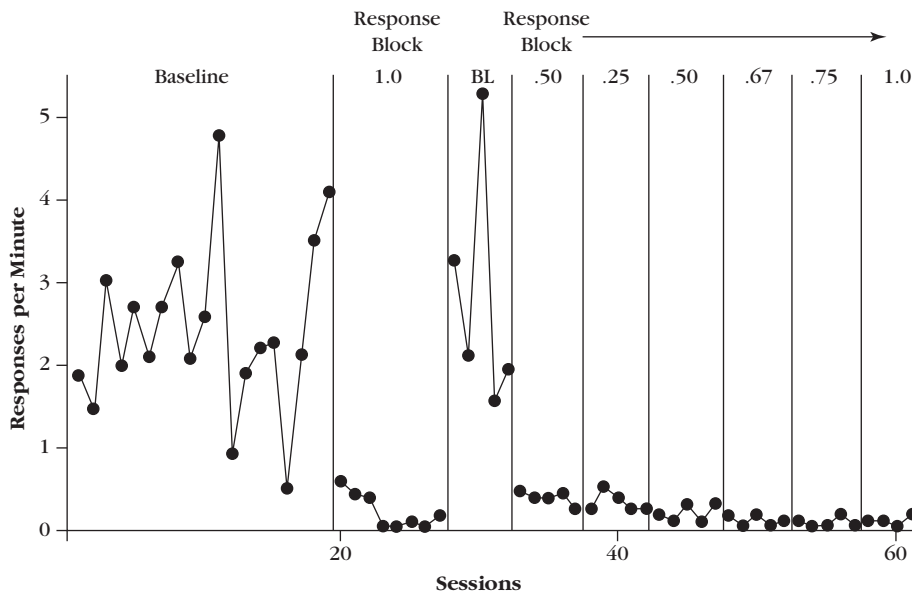 Response
Block
Response
Block
Baseline
1.0
BL
.50
.25
.50
.67
.75
1.0
5
4
3
2
1
0
Responses per Minute
20
40
60
Sessions